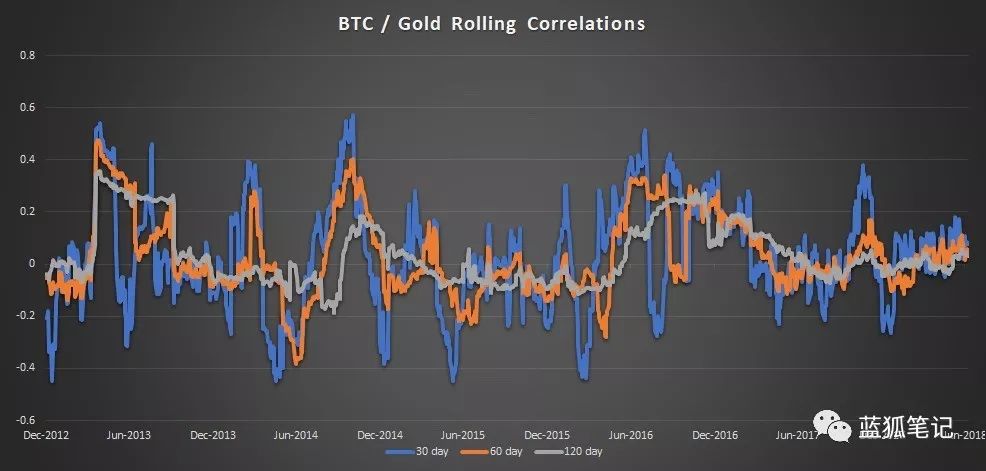 BTC / Gold Rolling Correlations
0.8
0.6
0.4
0.2
0
-0.2
-0.4
-0.6
Dec-2012 Jun-2013 Dec-2013 Jun-2014 Dec-2014 Jun-2015 Dec-2015 Jun-2016 Dec-2016 Jun-2017 Jun-2018
30 day 60 day 120 day
蓝狐笔记